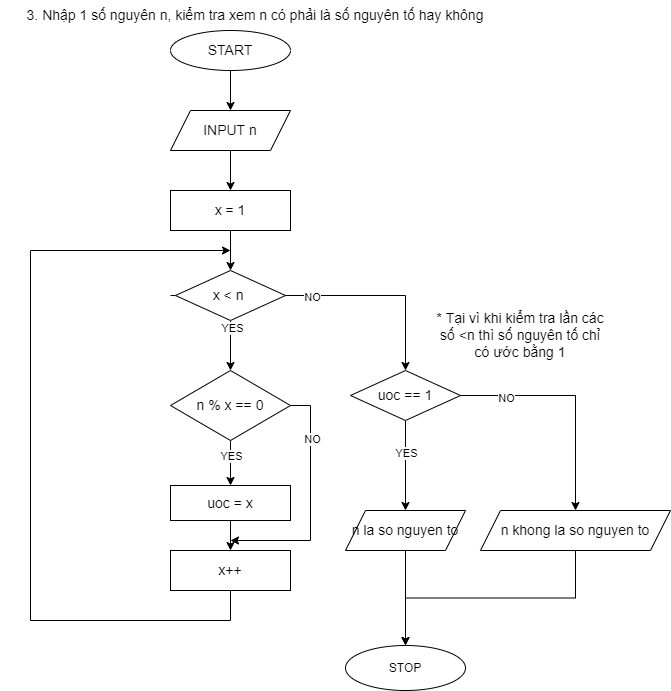 3. Nhập 1 số nguyên n, kiểm tra xem n có phải là số nguyên tố hay không
START
INPUT n
x = 1
x < n
NO
YES
* Tại vì khi kiểm tra lần các
số <n thì số nguyên tố chỉ
có ước bằng 1
n % x == 0
NO
YES
uoc == 1
NO
YES
uoc = x
n la so nguyen to
n khong la so nguyen to
x++
STOP